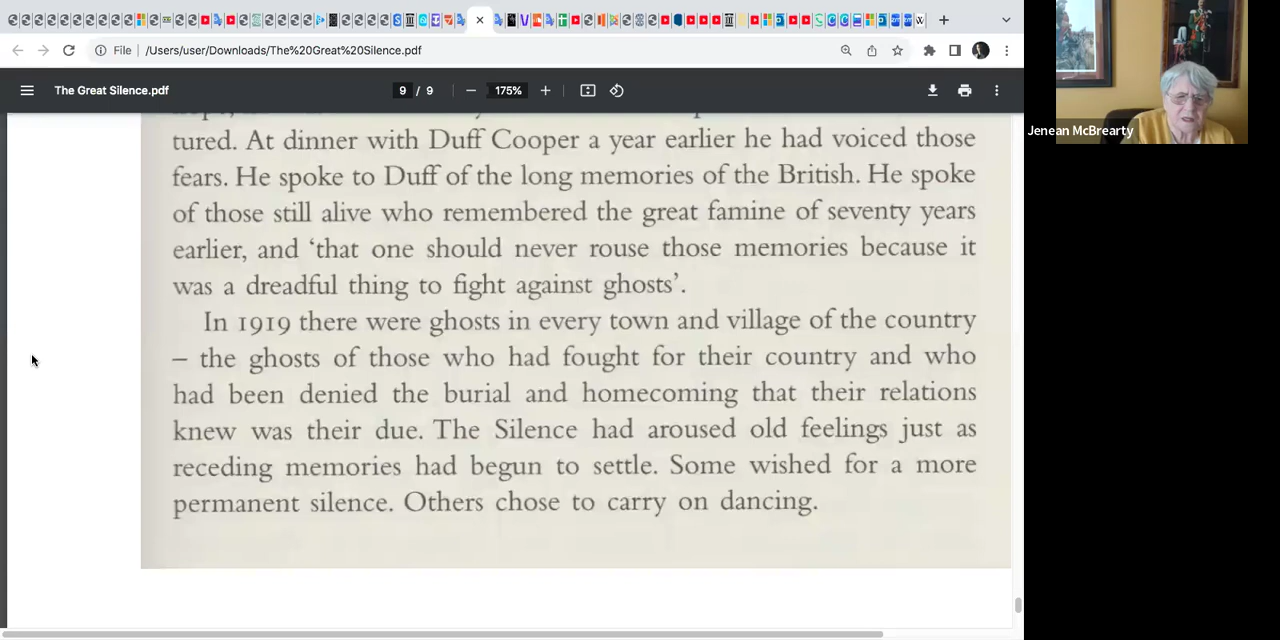 File
/Users/user/Downloads/The%20Great%20Silence.pdf
The Great Silence.pdf
9 / 9
175%
Jenean McBrearty
tured. At dinner with Duff Cooper a year earlier he had voiced those
fears. He spoke to Duff of the long memories of the British. He spoke
of those still alive who remembered the great famine of seventy years
earlier, and ‘that one should never rouse those memories because it
was a dreadful thing to fight against ghosts’.
In 1919 there were ghosts in every town and village of the country
– the ghosts of those who had fought for their country and who
had been denied the burial and homecoming that their relations
knew was their due. The Silence had aroused old feelings just as
receding memories had begun to settle. Some wished for a more
permanent silence. Others chose to carry on dancing.